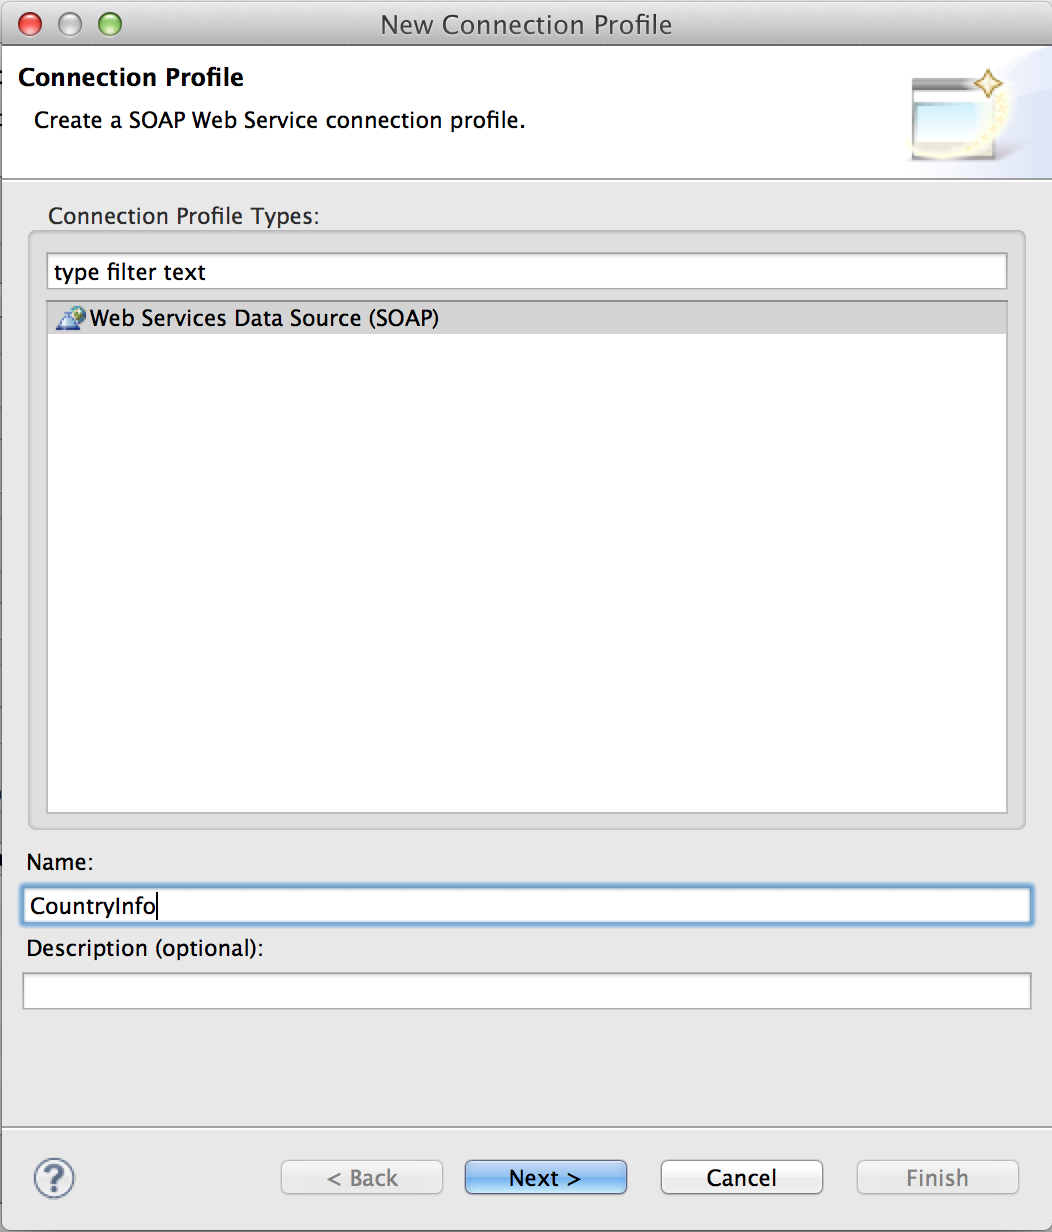 New Connection Profile
Connection Profile
Create a SOAP Web Service connection profile.
Connection Profile Types:
type filter text
Web Services Data Source (SOAP)
Name:
CountryInfo
Description (optional):
?
< Back
Next >
Cancel
Finish